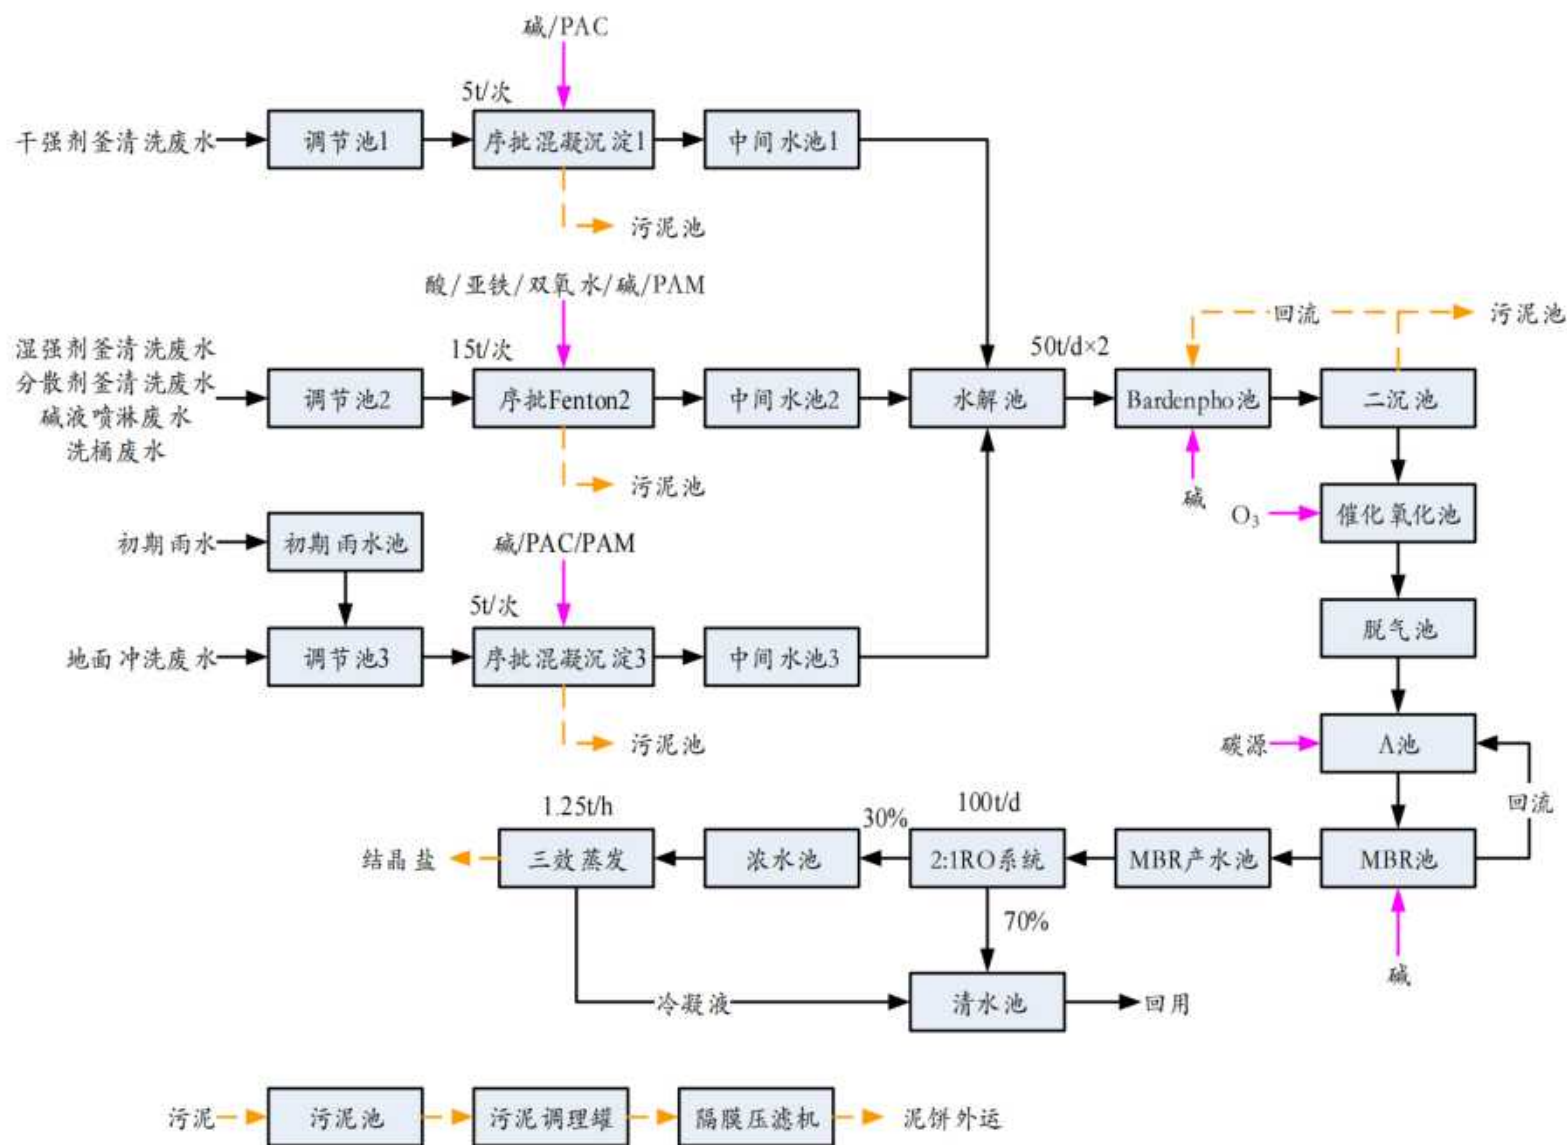 碱/PAC
5t/次
干强剂釜清洗废水
调节池1
序批混凝沉淀1
中间水池1
污泥池
酸/亚铁/双氧水/碱/PAM
湿强剂釜清洗废水
分散剂釜清洗废水
碱液喷淋废水
洗桶废水
15t/次
调节池2
序批Fenton2
中间水池2
水解池
50t/d×2
Bardenpho池
回流
污泥池
二沉池
污泥池
碱
O₃
催化氧化池
初期雨水
初期雨水池
碱/PAC/PAM
5t/次
地面冲洗废水
调节池3
序批混凝沉淀3
中间水池3
脱气池
污泥池
碳源
A池
回流
1.25t/h
30%
100t/d
结晶盐
三效蒸发
浓水池
2:1RO系统
MBR产水池
MBR池
70%
碱
冷凝液
清水池
回用
污泥
污泥池
污泥调理罐
隔膜压滤机
泥饼外运